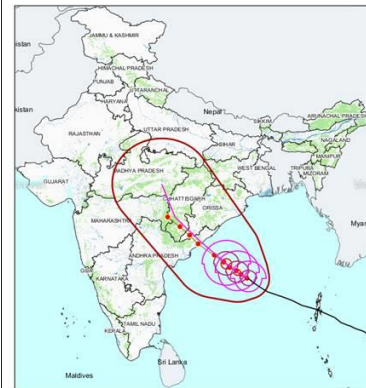 JAMMU & KASHMIR
kistan
HIMACHAL PRADESH
PUNJAB
UTTARANCHAL
HARYANA
kistan
Nepal
ARUNACHAL PRADESH
SIKKIM
RAJASTHAN
UTTAR PRADESH
NAGALAND
BIHAR
MANIPUR
GUJARAT
MADHYA PRADESH
WEST BENGAL
TRIPURA
MIZORAM
CHHATTISGARH
ORISSA
Myan
MAHARASHTRA
ANDHRA PRADESH
GOA
KARNATAKA
TAMIL NADU
KERALA
Sri Lanka
Maldives